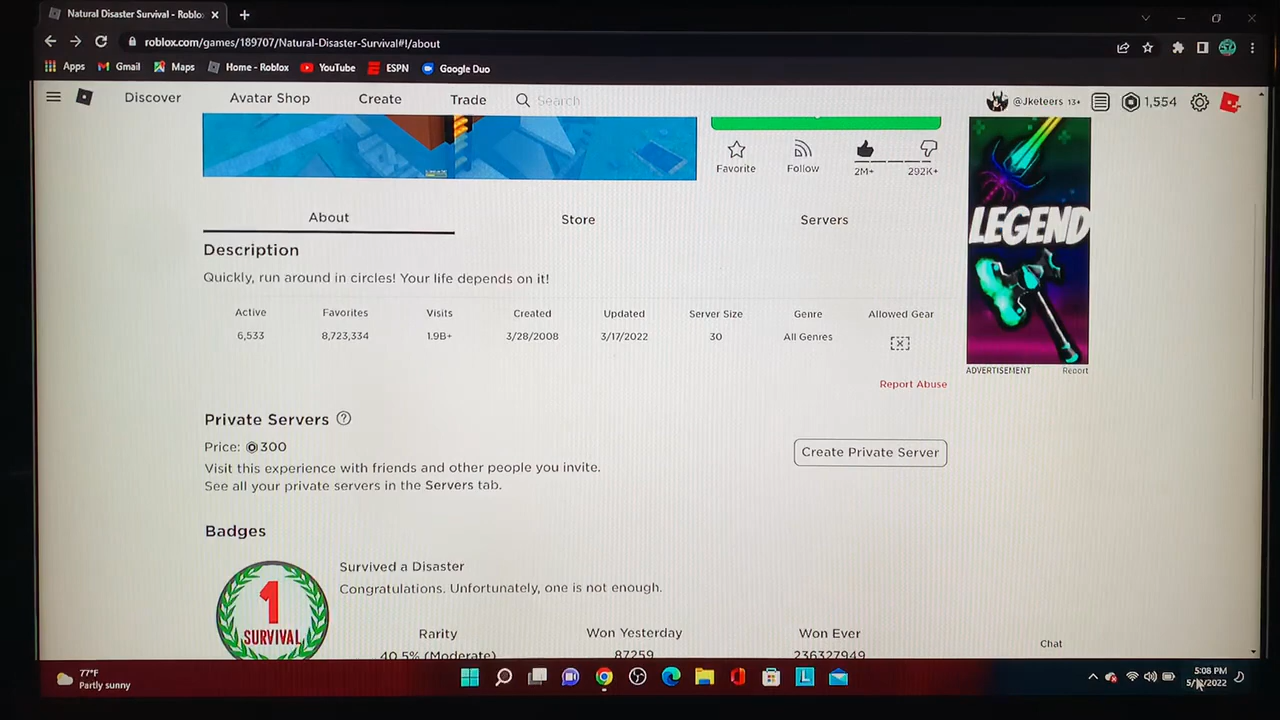 Natural Disaster Survival - Roblo
roblox.com/games/189707/Natural-Disaster-Survival#!/about
Apps Gmail Maps Home - Roblox YouTube ESPN Google Duo
Discover Avatar Shop Create Trade Search @Jketeers 13+ 1,554
Favorite Follow 2M+ 292K+
LEGEND
About Store Servers
Description
Quickly, run around in circles! Your life depends on it!
Active Favorites Visits Created Updated Server Size Genre Allowed Gear
6,533 8,723,334 1.9B+ 3/28/2008 3/17/2022 30 All Genres
ADVERTISEMENT Report
Report Abuse
Private Servers
Price: 300
Create Private Server
Visit this experience with friends and other people you invite.
See all your private servers in the Servers tab.
Badges
1
SURVIVAL
Survived a Disaster
Congratulations. Unfortunately, one is not enough.
Rarity Won Yesterday Won Ever
40.5% (Moderate) 87259 236327949
Chat
77°F
Partly sunny
5:08 PM